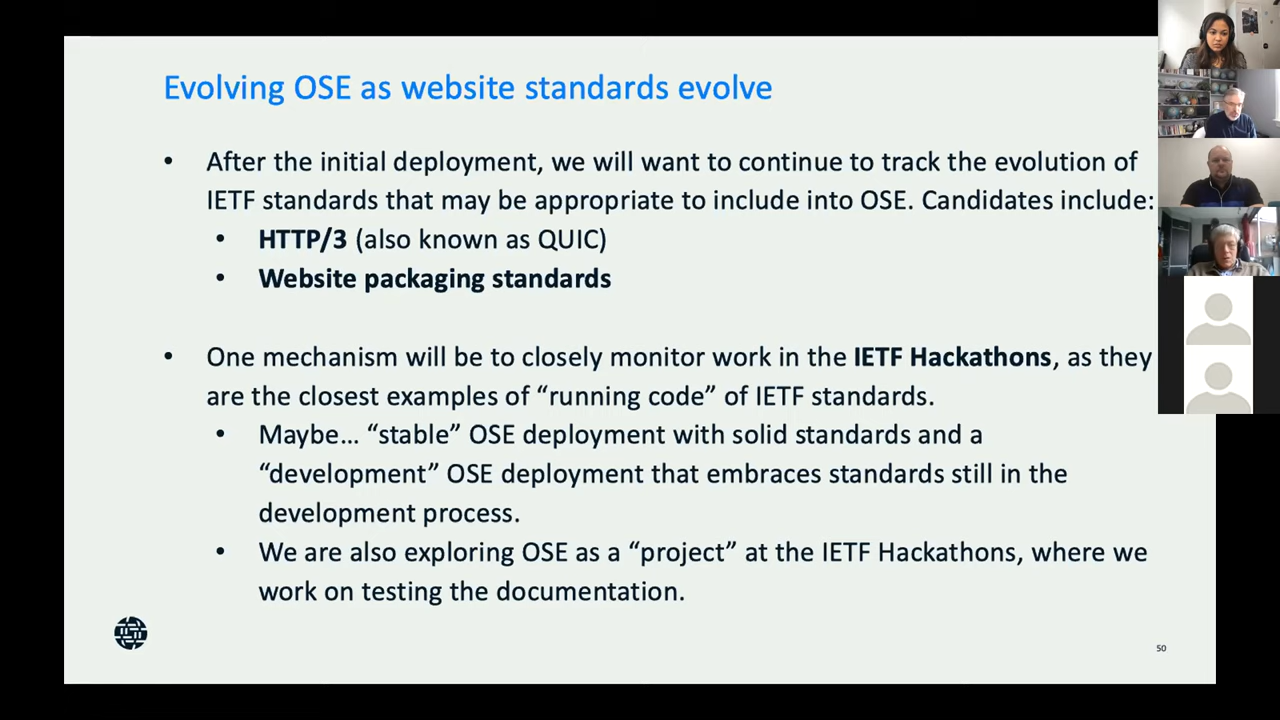 Evolving OSE as website standards evolve
• After the initial deployment, we will want to continue to track the evolution of
IETF standards that may be appropriate to include into OSE. Candidates include:
• HTTP/3 (also known as QUIC)
• Website packaging standards
• One mechanism will be to closely monitor work in the IETF Hackathons, as they
are the closest examples of “running code” of IETF standards.
• Maybe… “stable” OSE deployment with solid standards and a
“development” OSE deployment that embraces standards still in the
development process.
• We are also exploring OSE as a “project” at the IETF Hackathons, where we
work on testing the documentation.
50